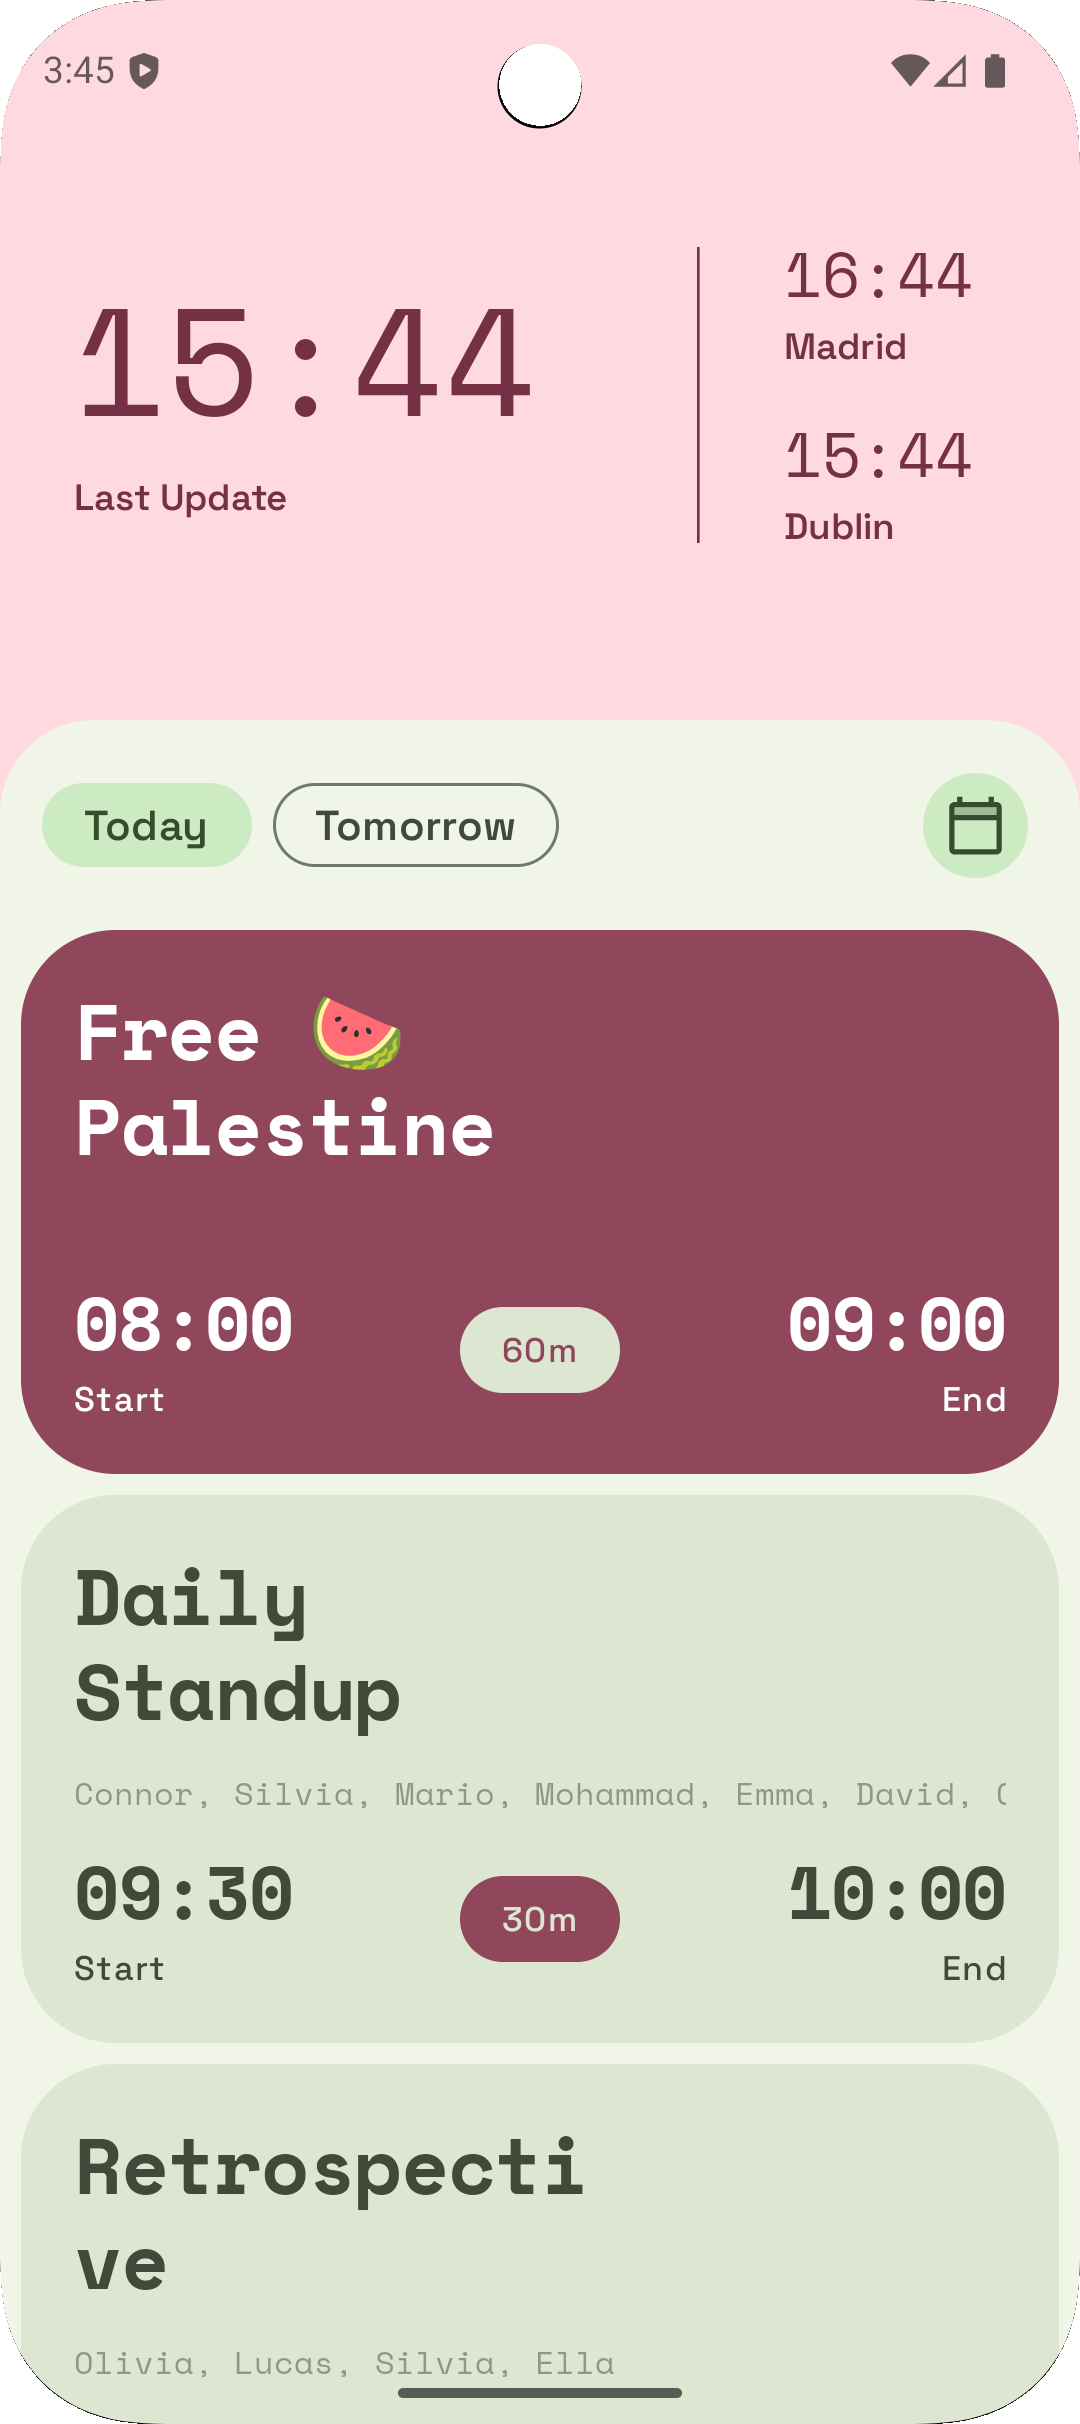 3:45
15:44
Last Update
16:44
Madrid
15:44
Dublin
Today
Tomorrow
Free 🍉
Palestine
08:00
Start
60m
09:00
End
Daily
Standup
Connor, Silvia, Mario, Mohammad, Emma, David,
09:30
Start
30m
10:00
End
Retrospecti
ve
Olivia, Lucas, Silvia, Ella